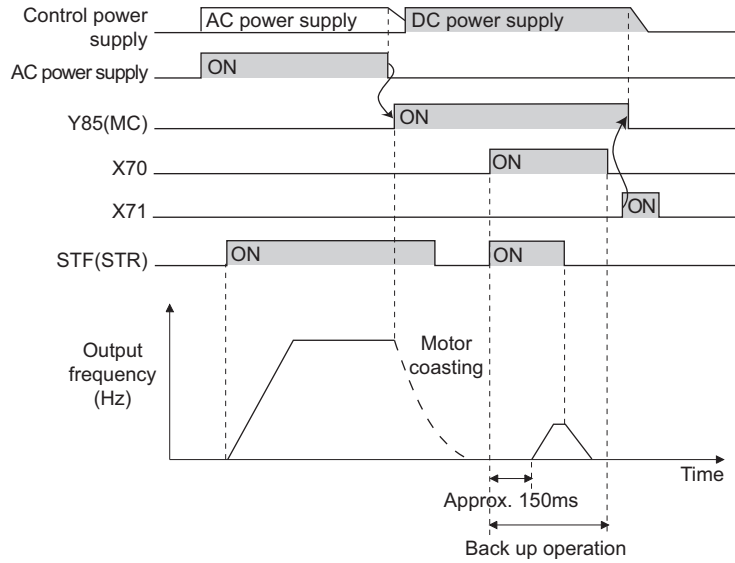 Control power
supply
AC power supply
DC power supply
AC power supply
ON
Y85(MC)
ON
X70
ON
X71
ON
STF(STR)
ON
ON
Output
frequency
(Hz)
Motor
coasting
Time
Approx. 150ms
Back up operation